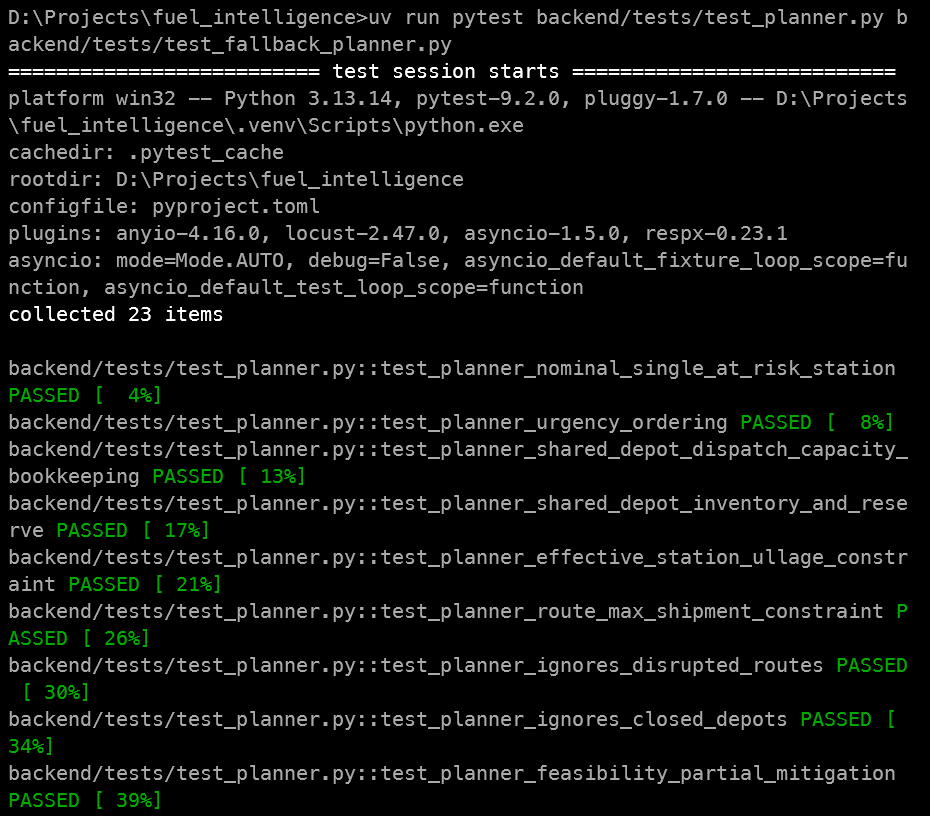 D:\Projects\fuel_intelligence>uv run pytest backend/tests/test_planner.py b
ackend/tests/test_fallback_planner.py
========================== test session starts ===========================
platform win32 -- Python 3.13.14, pytest-9.2.0, pluggy-1.7.0 -- D:\Projects
\fuel_intelligence\.venv\Scripts\python.exe
cachedir: .pytest_cache
rootdir: D:\Projects\fuel_intelligence
configfile: pyproject.toml
plugins: anyio-4.16.0, locust-2.47.0, asyncio-1.5.0, respx-0.23.1
asyncio: mode=Mode.AUTO, debug=False, asyncio_default_fixture_loop_scope=fu
nction, asyncio_default_test_loop_scope=function
collected 23 items

backend/tests/test_planner.py::test_planner_nominal_single_at_risk_station
PASSED [  4%]
backend/tests/test_planner.py::test_planner_urgency_ordering PASSED [  8%]
backend/tests/test_planner.py::test_planner_shared_depot_dispatch_capacity_
bookkeeping PASSED [ 13%]
backend/tests/test_planner.py::test_planner_shared_depot_inventory_and_rese
rve PASSED [ 17%]
backend/tests/test_planner.py::test_planner_effective_station_ullage_constr
aint PASSED [ 21%]
backend/tests/test_planner.py::test_planner_route_max_shipment_constraint P
ASSED [ 26%]
backend/tests/test_planner.py::test_planner_ignores_disrupted_routes PASSED
 [ 30%]
backend/tests/test_planner.py::test_planner_ignores_closed_depots PASSED [
34%]
backend/tests/test_planner.py::test_planner_feasibility_partial_mitigation
PASSED [ 39%]